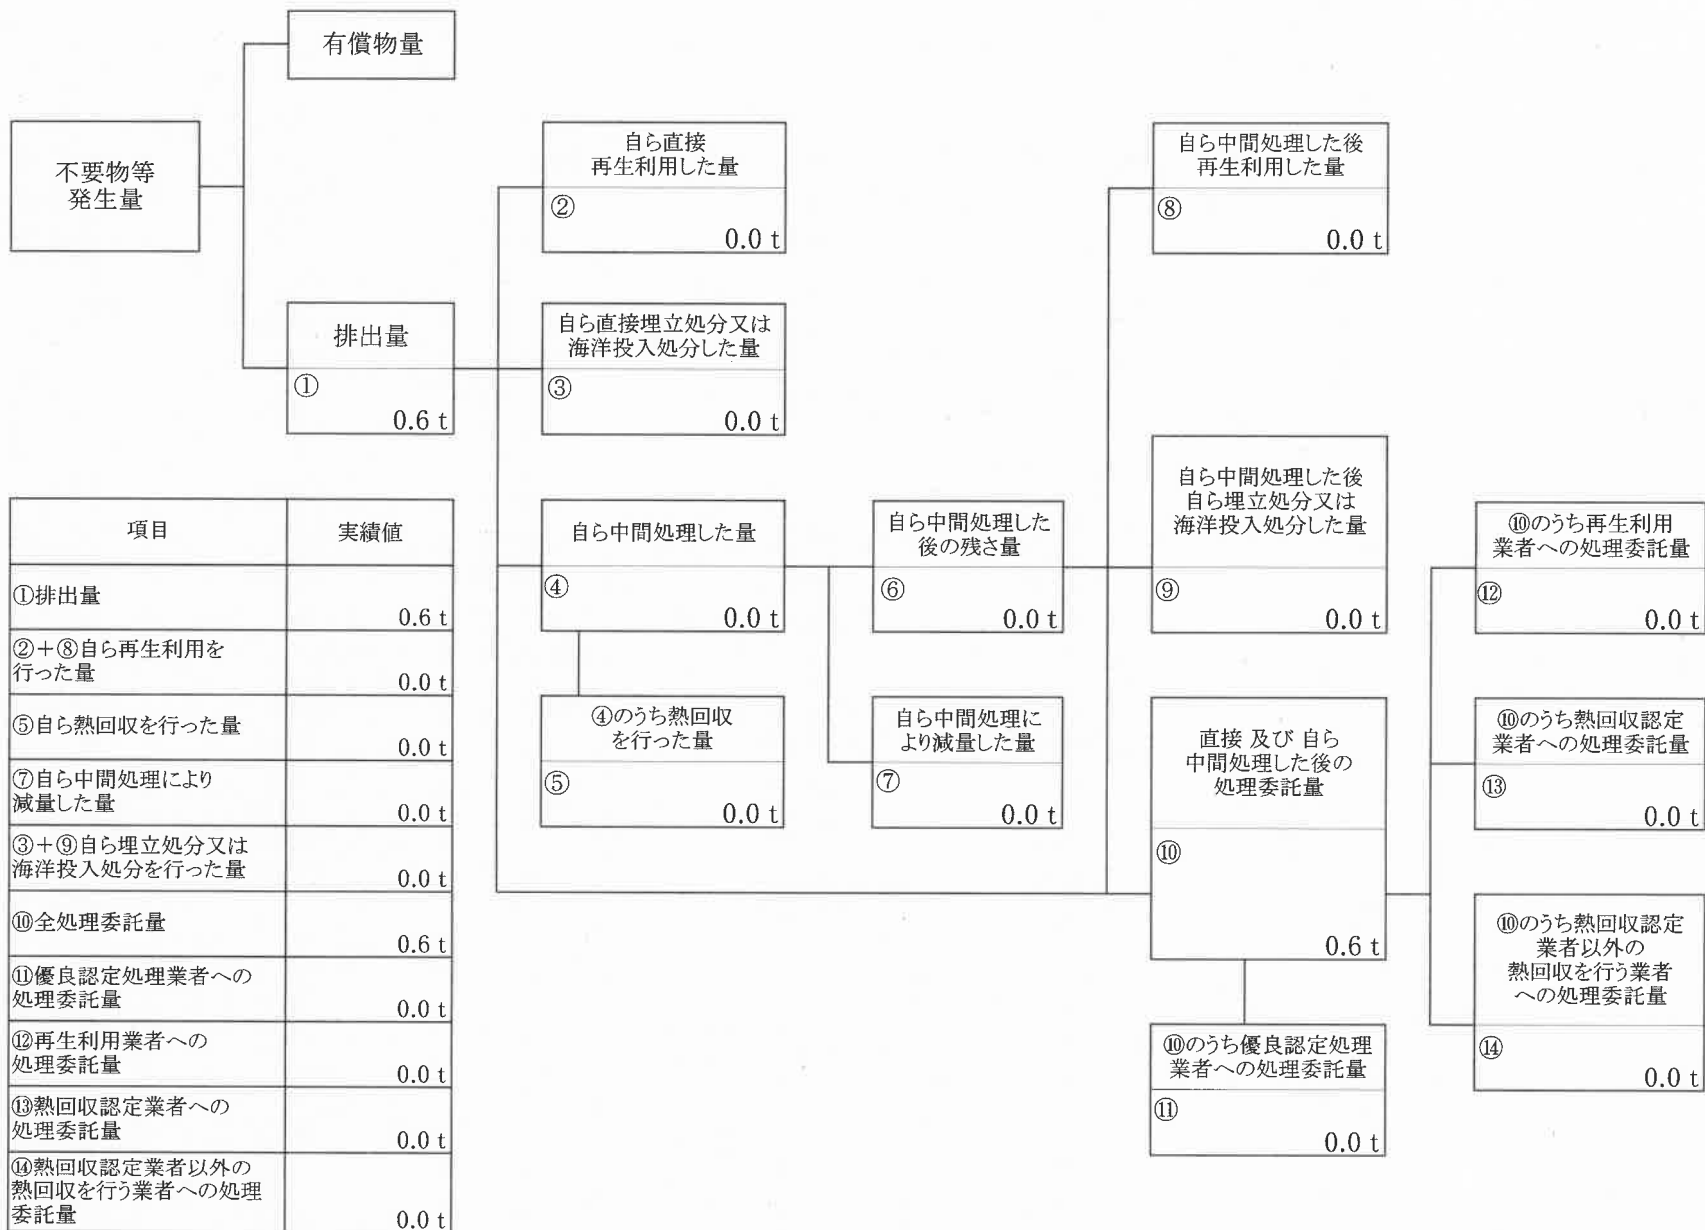 有償物量
不要物等
発生量
排出量
①
0.6 t
自ら直接
再生利用した量
②
0.0 t
自ら直接埋立処分又は
海洋投入処分した量
③
0.0 t
自ら中間処理した量
④
0.0 t
④のうち熱回収
を行った量
⑤
0.0 t
自ら中間処理した
後の残さ量
⑥
0.0 t
自ら中間処理に
より減量した量
⑦
0.0 t
自ら中間処理した後
再生利用した量
⑧
0.0 t
自ら中間処理した後
自ら埋立処分又は
海洋投入処分した量
⑨
0.0 t
直接 及び 自ら
中間処理した後の
処理委託量
⑩
0.6 t
⑩のうち優良認定処理
業者への処理委託量
⑪
0.0 t
⑩のうち再生利用
業者への処理委託量
⑫
0.0 t
⑩のうち熱回収認定
業者への処理委託量
⑬
0.0 t
⑩のうち熱回収認定
業者以外の
熱回収を行う業者
への処理委託量
⑭
0.0 t
項目 実績値
①排出量
0.6 t
②+⑧自ら再生利用を
行った量
0.0 t
⑤自ら熱回収を行った量
0.0 t
⑦自ら中間処理により
減量した量
0.0 t
③+⑨自ら埋立処分又は
海洋投入処分を行った量
0.0 t
⑩全処理委託量
0.6 t
⑪優良認定処理業者への
処理委託量
0.0 t
⑫再生利用業者への
処理委託量
0.0 t
⑬熱回収認定業者への
処理委託量
0.0 t
⑭熱回収認定業者以外の
熱回収を行う業者への処理
委託量
0.0 t